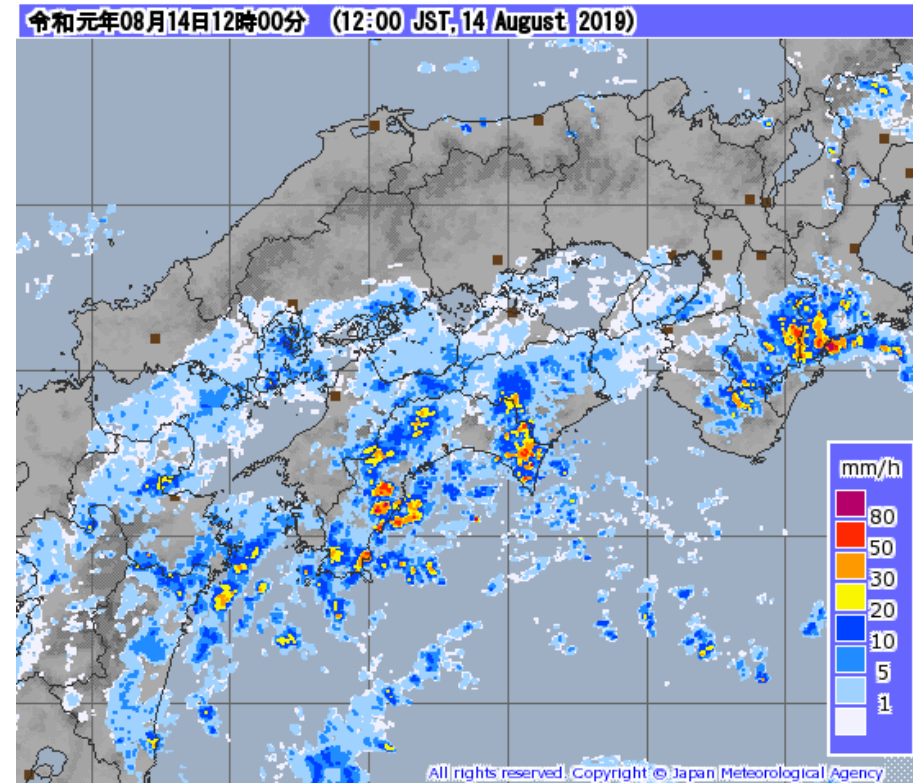 令和元年08月14日12時00分 (12:00 JST, 14 August 2019)
mm/h
80
50
30
20
10
5
1
All rights reserved. Copyright © Japan Meteorological Agency